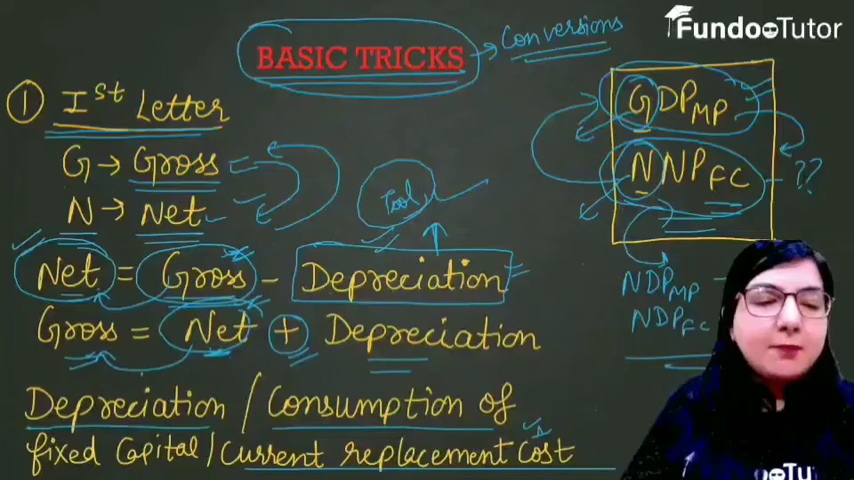 FundooTutor
BASIC TRICKS → Conversions
① Ist Letter
G → Gross
N → Net
Tool
Net = Gross - Depreciation
Gross = Net + Depreciation
Depreciation / Consumption of
fixed Capital / Current replacement Cost
GDPMP
NNPFC ??
NDPMP
NDPFC